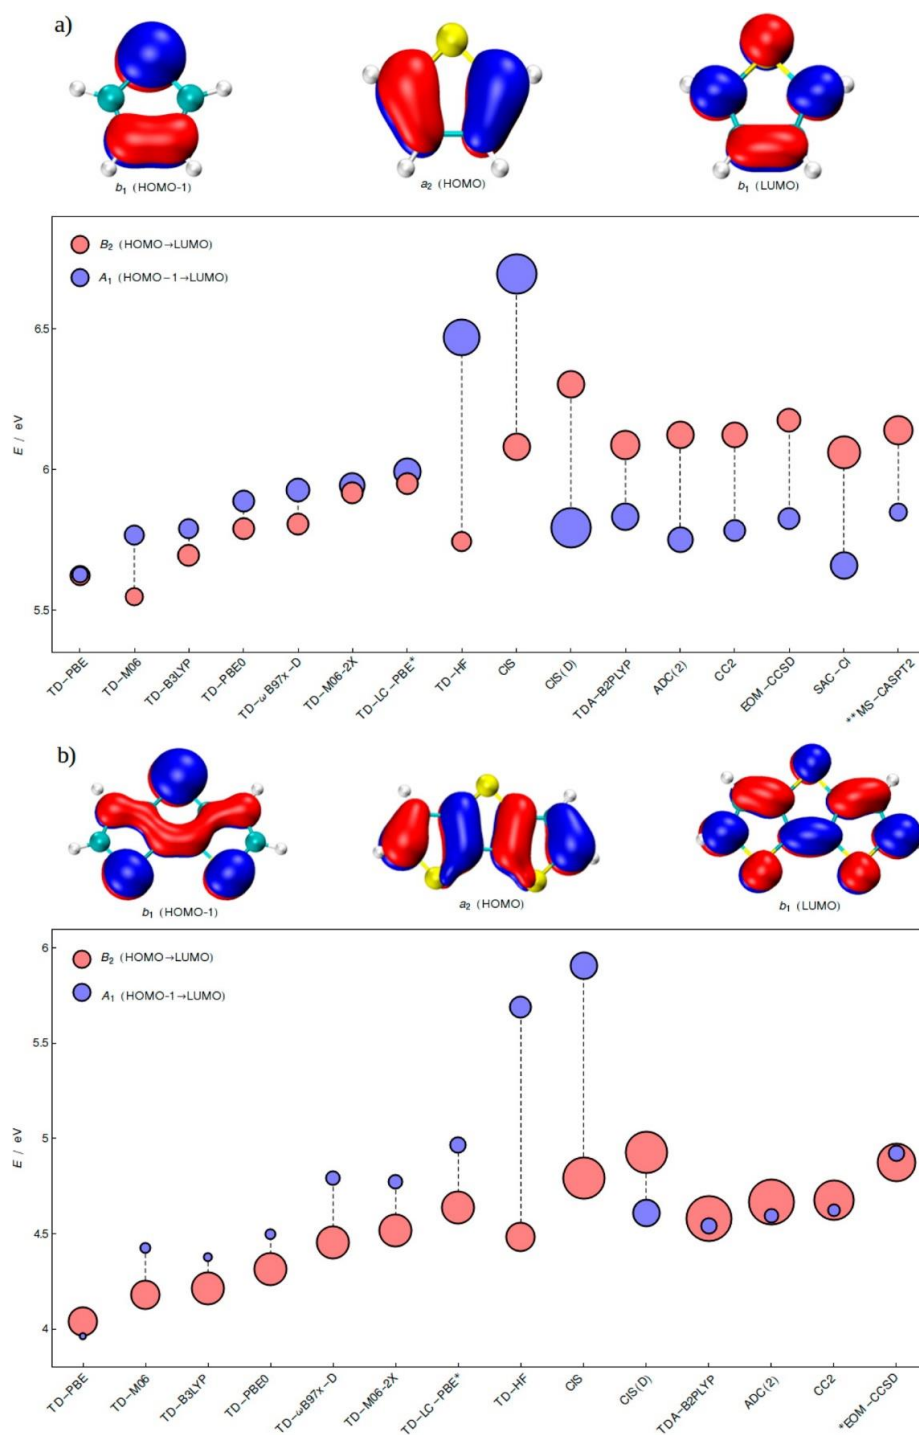 a)
b₁ (HOMO-1)
a₂ (HOMO)
b₁ (LUMO)
B₂ (HOMO→LUMO)
A₁ (HOMO−1→LUMO)
E / eV
6.5
6
5.5
TD−PBE
TD−M06
TD−B3LYP
TD−PBE0
TD−ωB97x−D
TD−M06−2X
TD−LC−PBE*
TD−HF
CIS
CIS(D)
TDA−B2PLYP
ADC(2)
CC2
EOM−CCSD
SAC−CI
**MS−CASPT2
b)
b₁ (HOMO-1)
a₂ (HOMO)
b₁ (LUMO)
B₂ (HOMO→LUMO)
A₁ (HOMO-1→LUMO)
E / eV
6
5.5
5
4.5
4
TD−PBE
TD−M06
TD−B3LYP
TD−PBE0
TD−ωB97x−D
TD−M06−2X
TD−LC−PBE*
TD−HF
CIS
CIS(D)
TDA−B2PLYP
ADC(2)
CC2
*EOM−CCSD